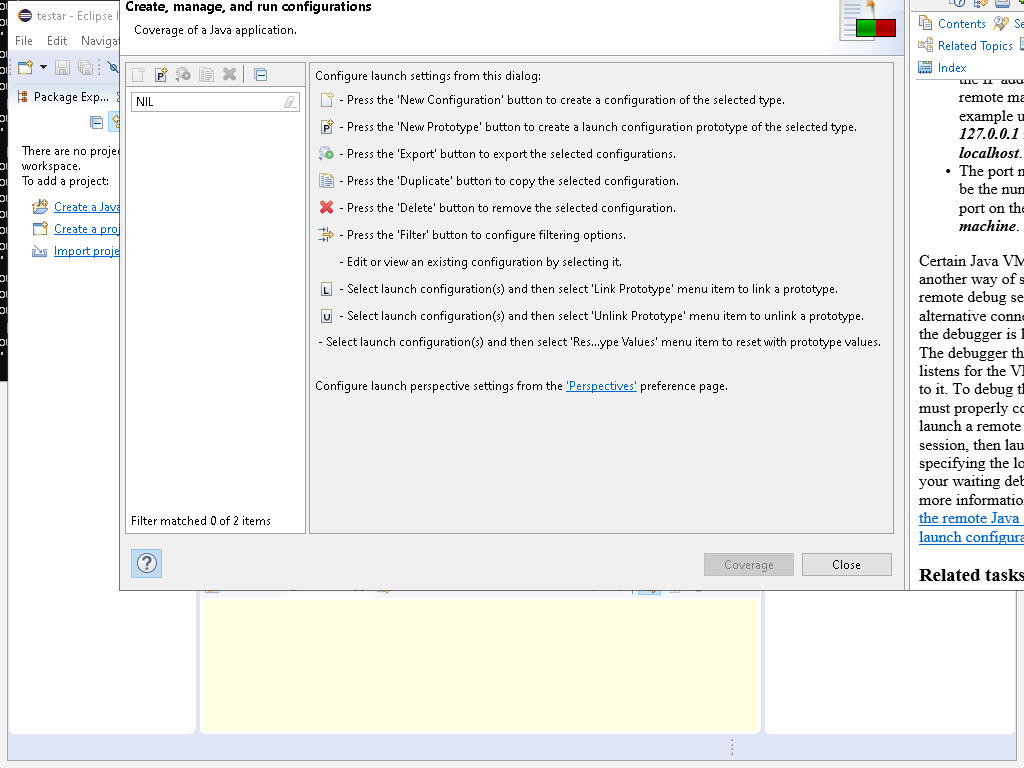 testar - Eclipse I
File Edit Naviga
Package Exp...
There are no proje
workspace.
To add a project:
Create a Java
Create a proj
Import proje
Create, manage, and run configurations
Coverage of a Java application.
NIL
Filter matched 0 of 2 items
Configure launch settings from this dialog:
- Press the 'New Configuration' button to create a configuration of the selected type.
- Press the 'New Prototype' button to create a launch configuration prototype of the selected type.
- Press the 'Export' button to export the selected configurations.
- Press the 'Duplicate' button to copy the selected configuration.
- Press the 'Delete' button to remove the selected configuration.
- Press the 'Filter' button to configure filtering options.
- Edit or view an existing configuration by selecting it.
- Select launch configuration(s) and then select 'Link Prototype' menu item to link a prototype.
- Select launch configuration(s) and then select 'Unlink Prototype' menu item to unlink a prototype.
- Select launch configuration(s) and then select 'Res...ype Values' menu item to reset with prototype values.
Configure launch perspective settings from the 'Perspectives' preference page.
Coverage Close
Contents Se
Related Topics
Index
remote ma
example u
127.0.0.1
localhost.
• The port n
be the num
port on the
machine.
Certain Java VM
another way of s
remote debug se
alternative conne
the debugger is l
The debugger th
listens for the VM
to it. To debug th
must properly co
launch a remote
session, then lau
specifying the lo
your waiting deb
more informatio
the remote Java
launch configura
Related tasks